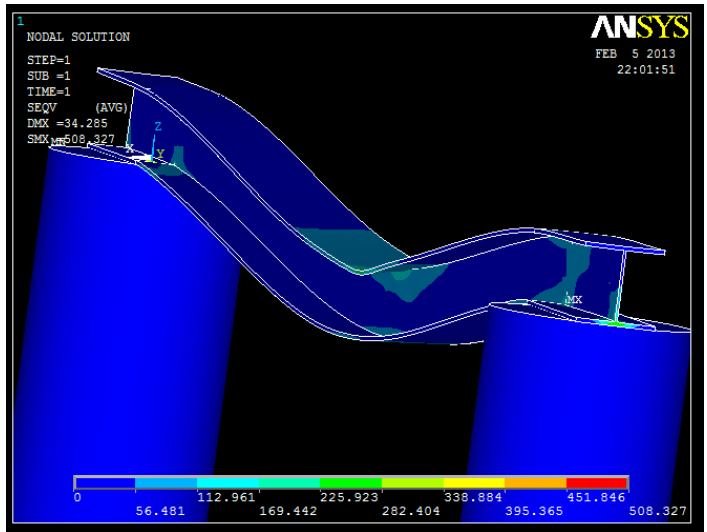 1
ANSYS
NODAL SOLUTION
FEB 5 2013
22:01:51
STEP=1
SUB =1
TIME=1
SEQV (AVG)
DMX =34.285
SMX =508.327
MN
Z
X
Y
MX
0 112.961 225.923 338.884 451.846
56.481 169.442 282.404 395.365 508.327